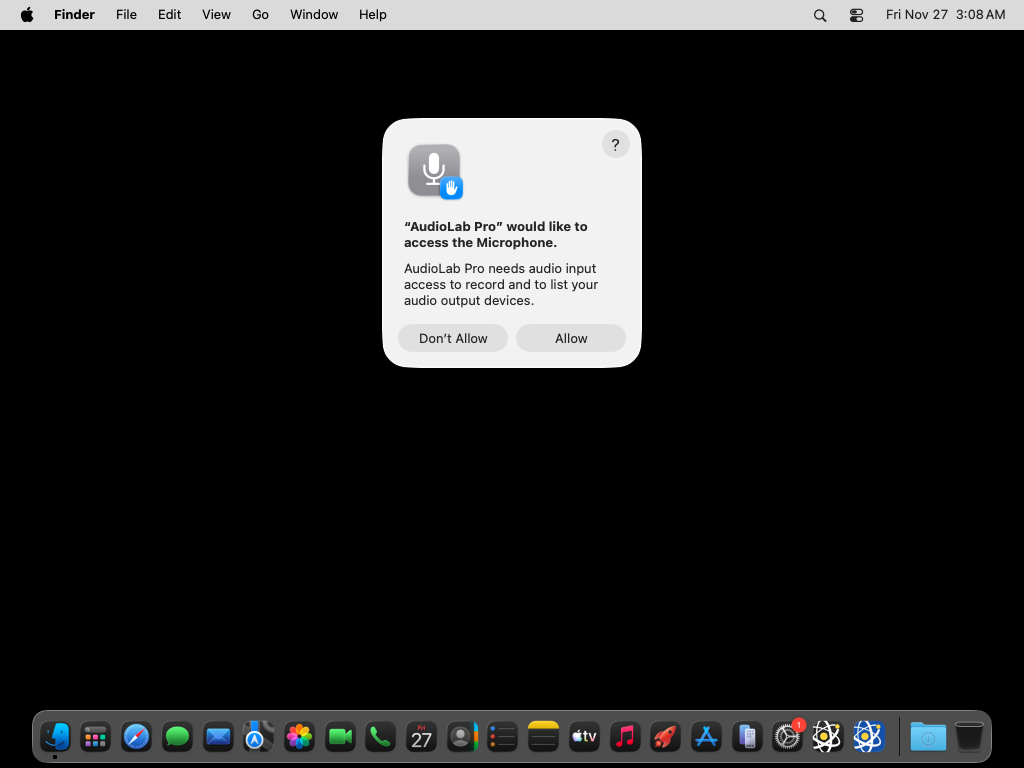 Finder File Edit View Go Window Help Fri Nov 27 3:08 AM
?
“AudioLab Pro” would like to
access the Microphone.
AudioLab Pro needs audio input
access to record and to list your
audio output devices.
Don’t Allow Allow
FRI
27
tv
1